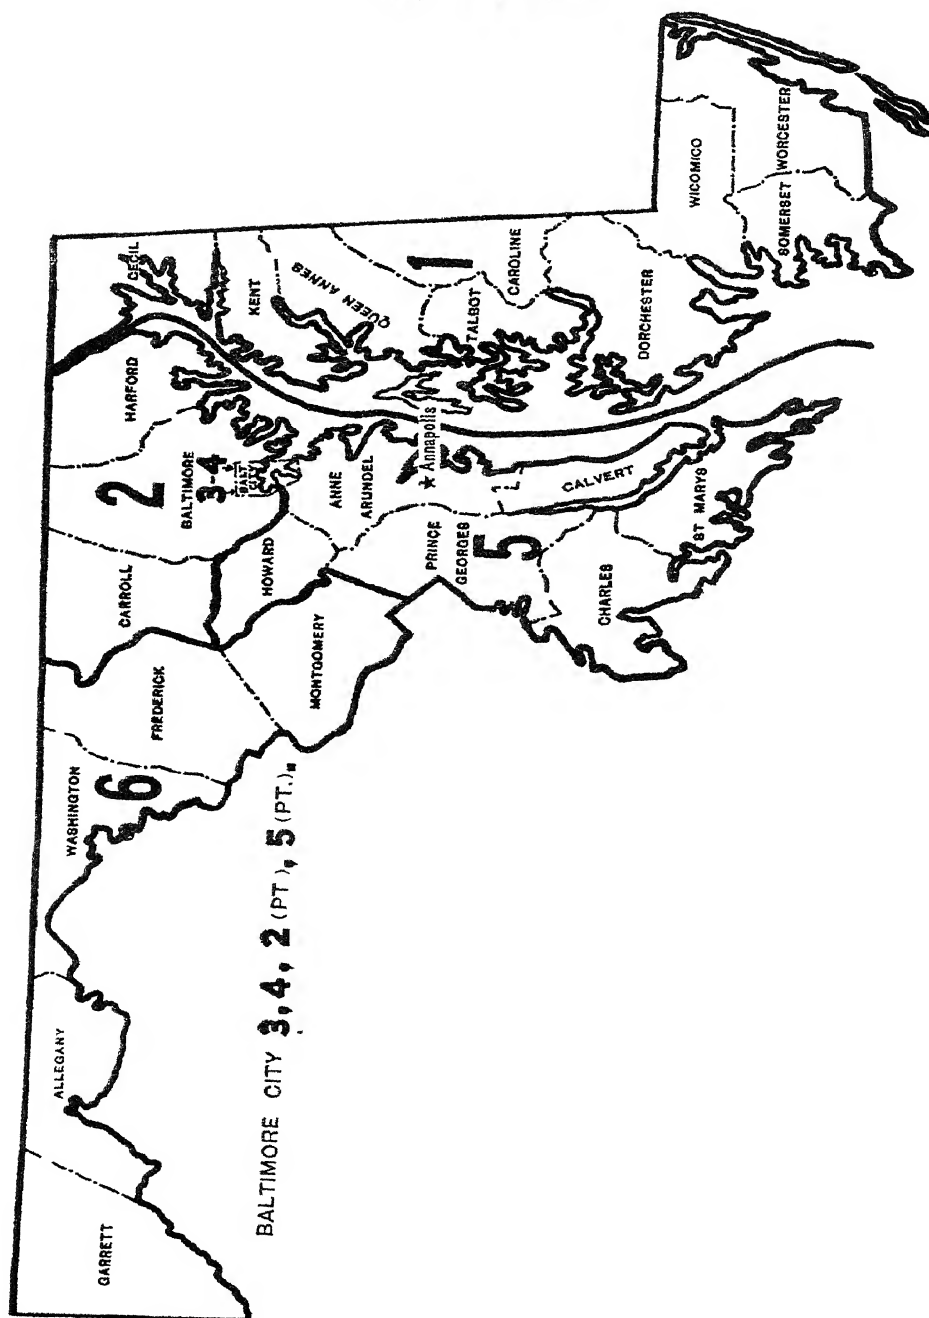 GARRETT
ALLEGANY
WASHINGTON
6
FREDERICK
CARROLL
2
BALTIMORE
3-4
BALT
CITY
HARFORD
CECIL
KENT
QUEEN ANNES
MONTGOMERY
HOWARD
ANNE
ARUNDEL
★ Annapolis
1
TALBOT
CAROLINE
PRINCE
GEORGES
5
CALVERT
CHARLES
ST MARYS
DORCHESTER
WICOMICO
SOMERSET
WORCESTER
BALTIMORE CITY 3, 4, 2 (PT), 5 (PT.).